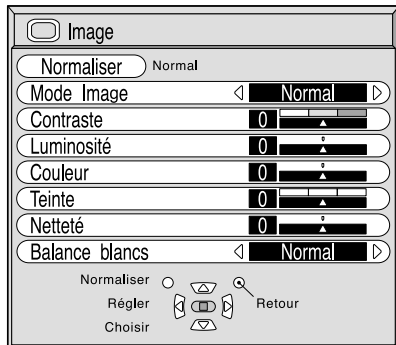 Image
Normaliser Normal
Mode Image Normal
Contraste 0
Luminosité 0
Couleur 0
Teinte 0
Netteté 0
Balance blancs Normal
Normaliser
Régler Retour
Choisir